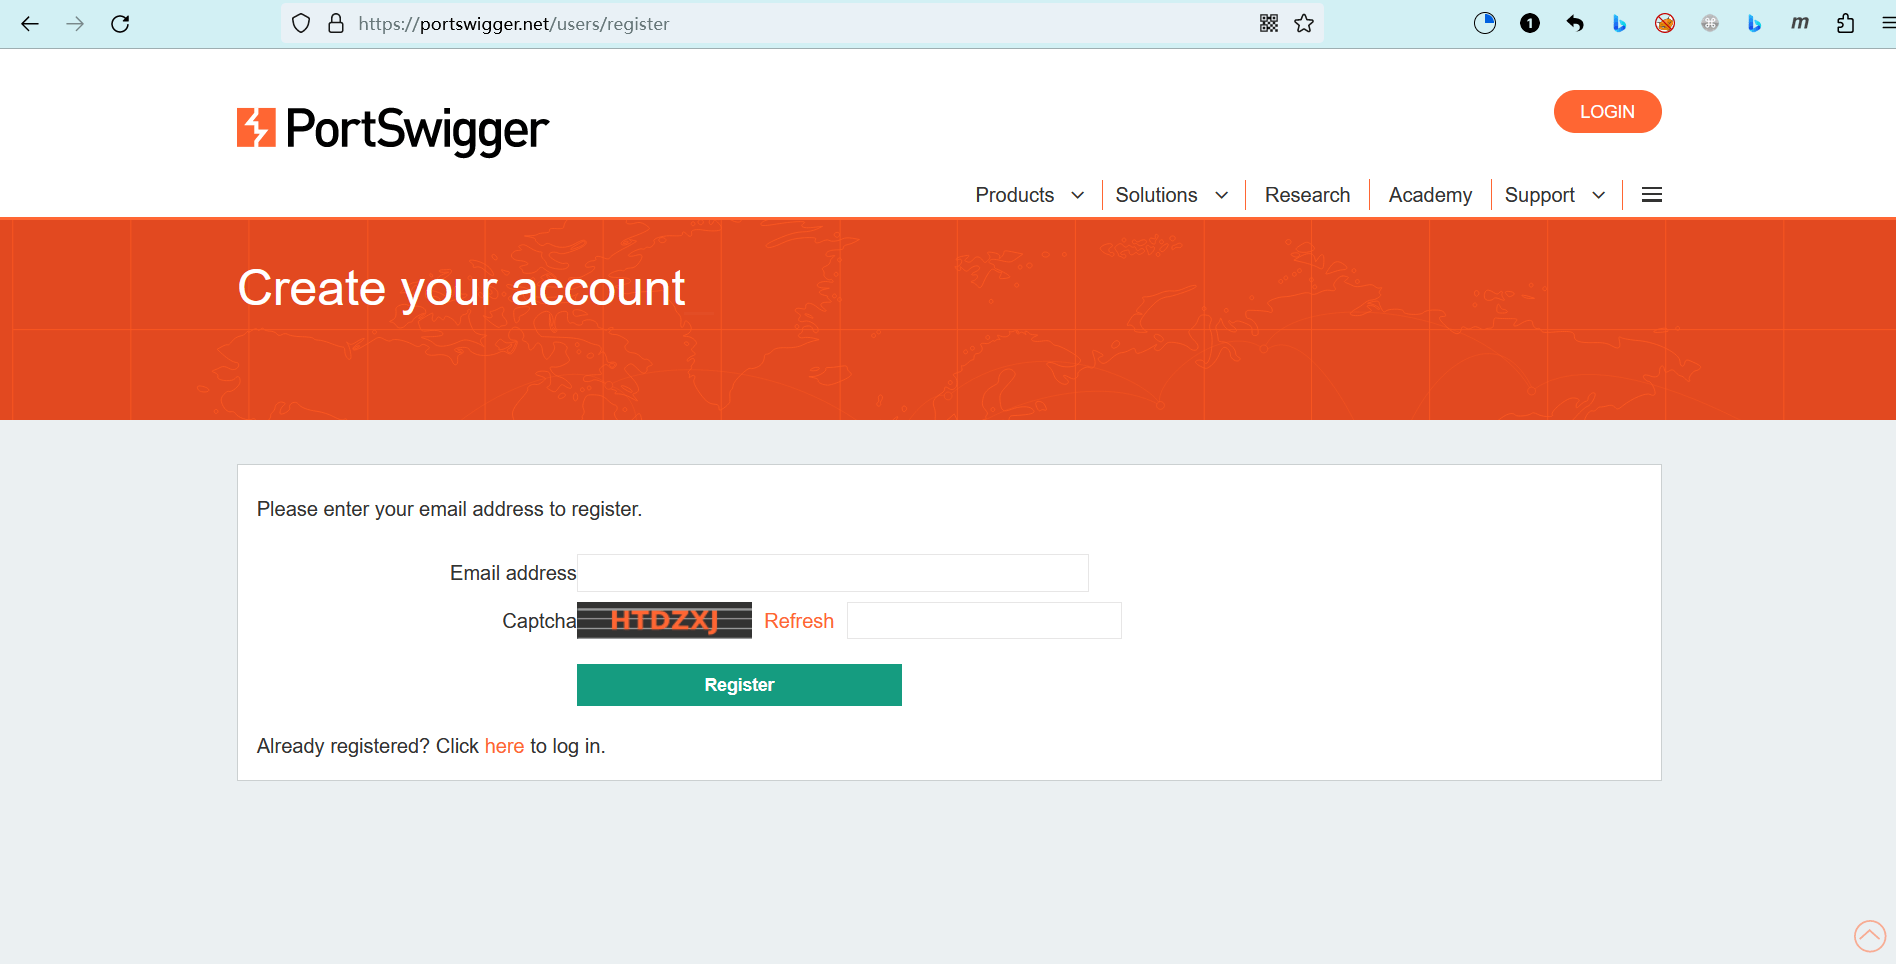 https://portswigger.net/users/register
PortSwigger
LOGIN
Products
Solutions
Research
Academy
Support
Create your account
Please enter your email address to register.
Email address
Captcha HTDZXJ Refresh
Register
Already registered? Click here to log in.